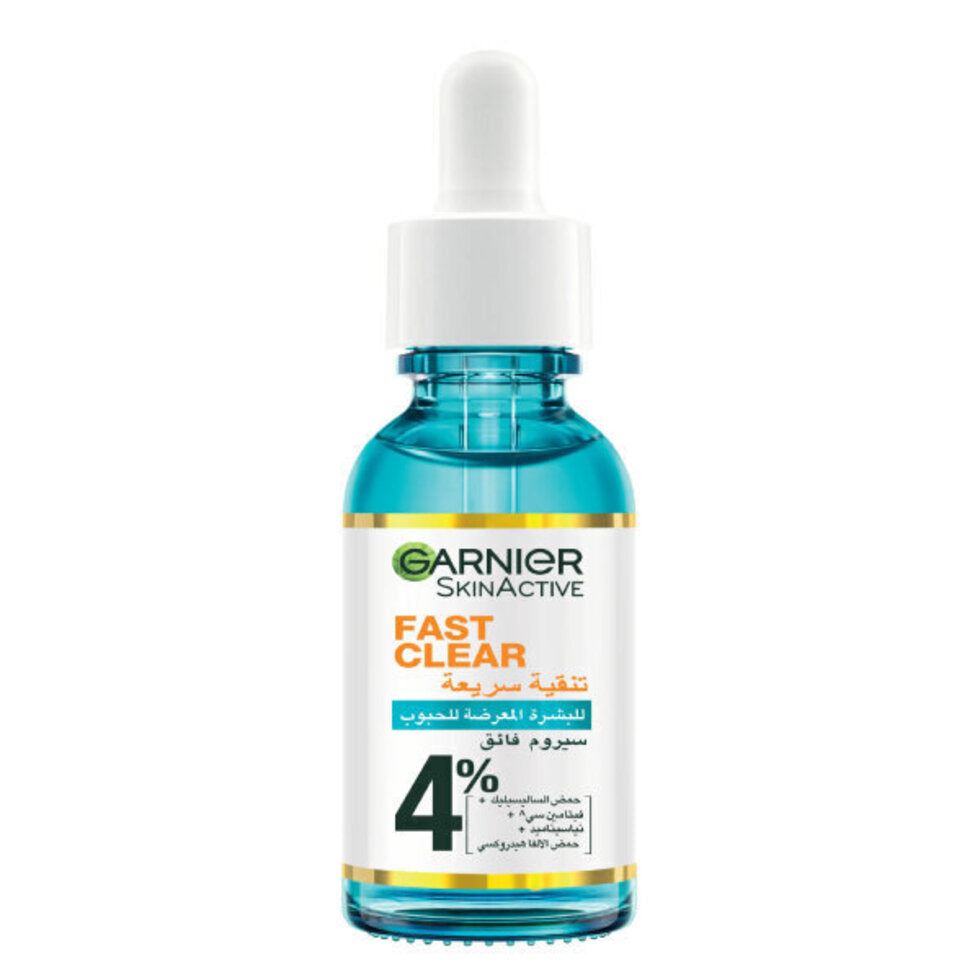 GARNIER
SKINACTIVE
FAST
CLEAR
تنقية سريعة
للبشرة المعرضة للحبوب
سيروم فائق
4%
حمض الساليسيليك +
فيتامين سي^ +
نياسيناميد +
حمض الألفا هيدروكسي